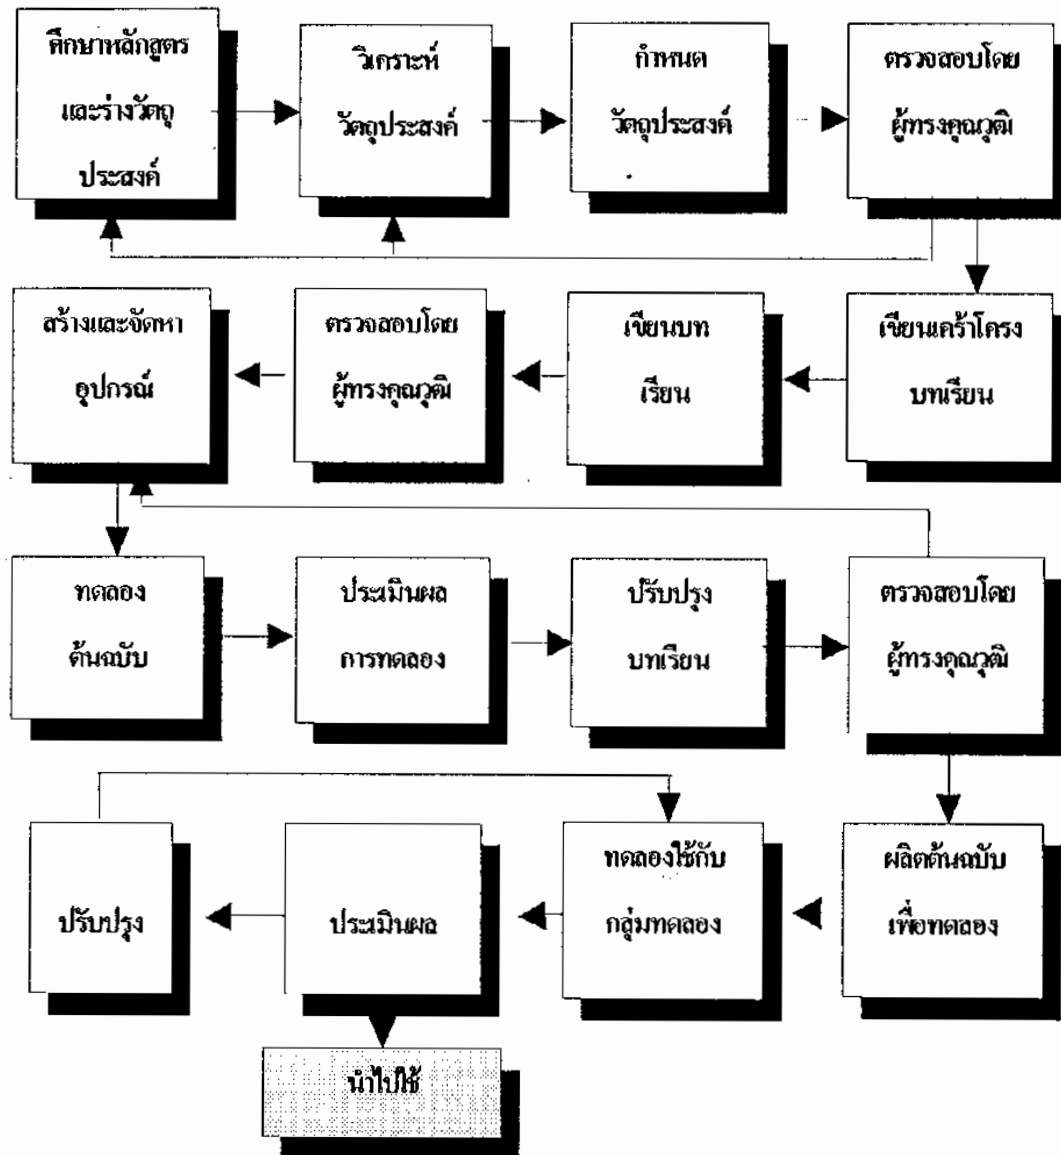 ศึกษาหลักสูตร
และร่างวัตถุ
ประสงค์
วิเคราะห์
วัตถุประสงค์
กำหนด
วัตถุประสงค์
ตรวจสอบโดย
ผู้ทรงคุณวุฒิ
เขียนเคร้าโครง
บทเรียน
เขียนบท
เรียน
ตรวจสอบโดย
ผู้ทรงคุณวุฒิ
สร้างและจัดหา
อุปกรณ์
ทดลอง
ต้นฉบับ
ประเมินผล
การทดลอง
ปรับปรุง
บทเรียน
ตรวจสอบโดย
ผู้ทรงคุณวุฒิ
ผลิตต้นฉบับ
เพื่อทดลอง
ทดลองใช้กับ
กลุ่มทดลอง
ประเมินผล
ปรับปรุง
นำไปใช้